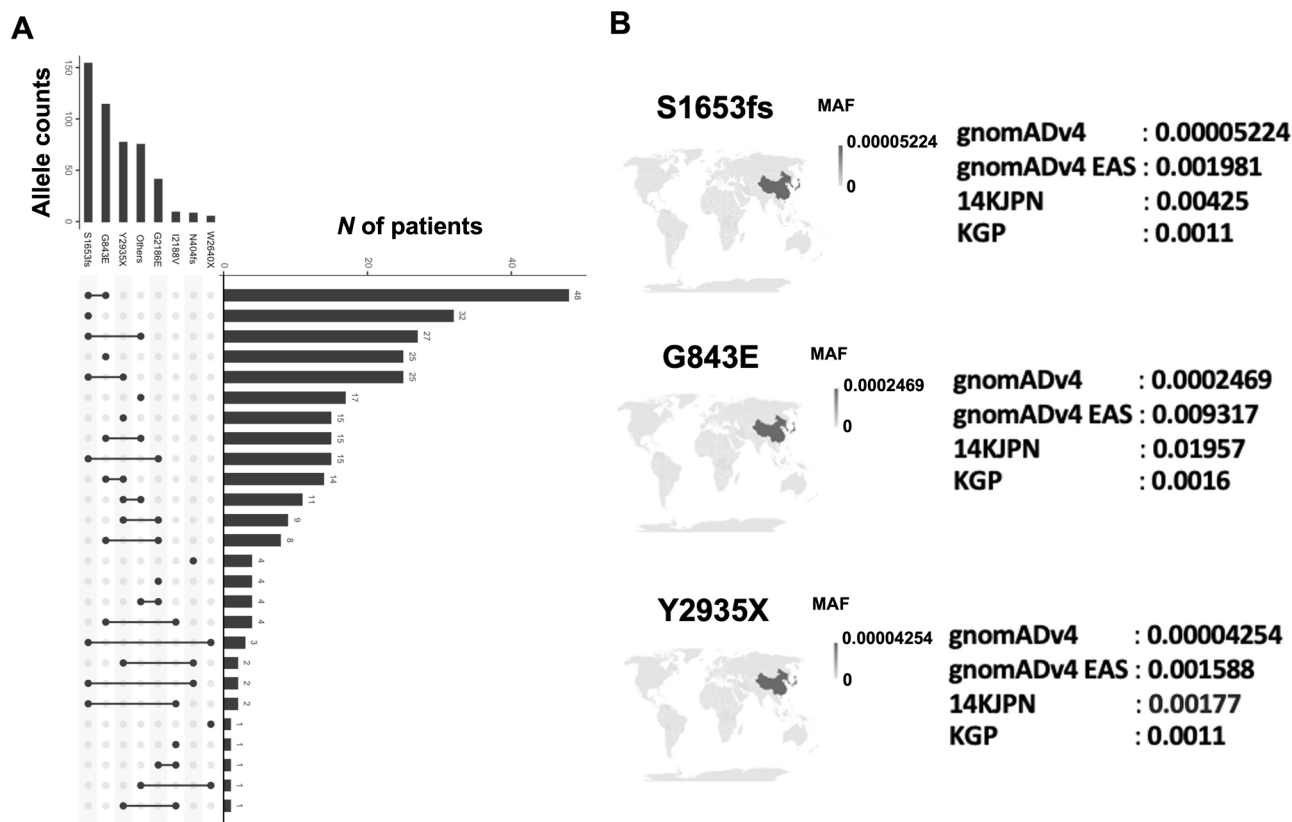 A
Allele counts
150
100
50
0
S1653fs
G843E
Y2935X
Others
G2186E
I2188V
N404fs
W2640X
N of patients
0
20
40
48
32
27
25
25
17
15
15
15
14
11
9
8
4
4
4
4
3
2
2
2
1
1
1
1
1
B
S1653fs
MAF
0.00005224
0
gnomADv4 : 0.00005224
gnomADv4 EAS : 0.001981
14KJPN : 0.00425
KGP : 0.0011
G843E
MAF
0.0002469
0
gnomADv4 : 0.0002469
gnomADv4 EAS : 0.009317
14KJPN : 0.01957
KGP : 0.0016
Y2935X
MAF
0.00004254
0
gnomADv4 : 0.00004254
gnomADv4 EAS : 0.001588
14KJPN : 0.00177
KGP : 0.0011